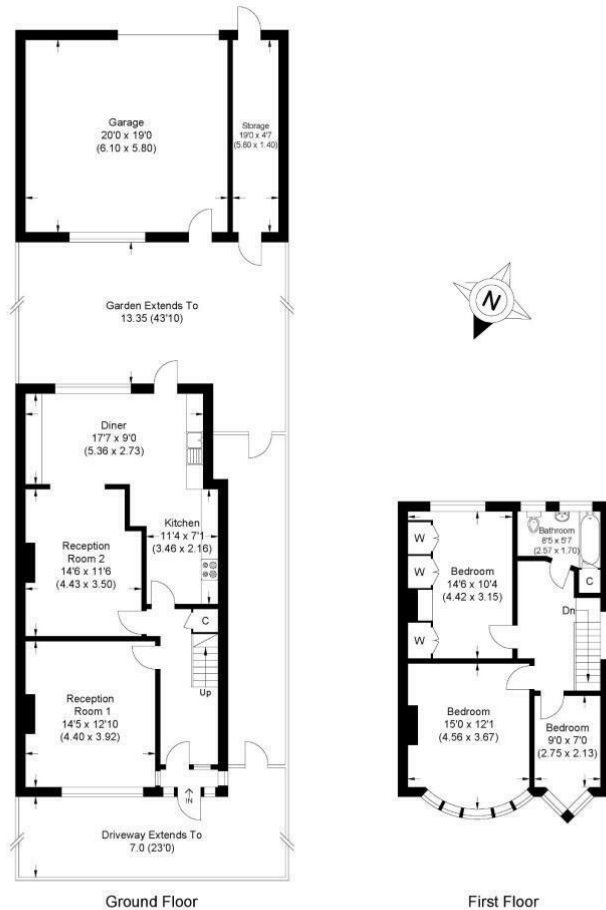 Garage
20'0 x 19'0
(6.10 x 5.80)
Storage
19'0 x 4'7
(5.80 x 1.40)
Garden Extends To
13.35 (43'10)
N
Diner
17'7 x 9'0
(5.36 x 2.73)
Kitchen
11'4 x 7'1
(3.46 x 2.16)
Reception
Room 2
14'6 x 11'6
(4.43 x 3.50)
C
Up
Reception
Room 1
14'5 x 12'10
(4.40 x 3.92)
IN
Driveway Extends To
7.0 (23'0)
Ground Floor
Bathroom
8'5 x 5'7
(2.57 x 1.70)
W
W
W
Bedroom
14'6 x 10'4
(4.42 x 3.15)
C
Dn
Bedroom
15'0 x 12'1
(4.56 x 3.67)
Bedroom
9'0 x 7'0
(2.75 x 2.13)
First Floor